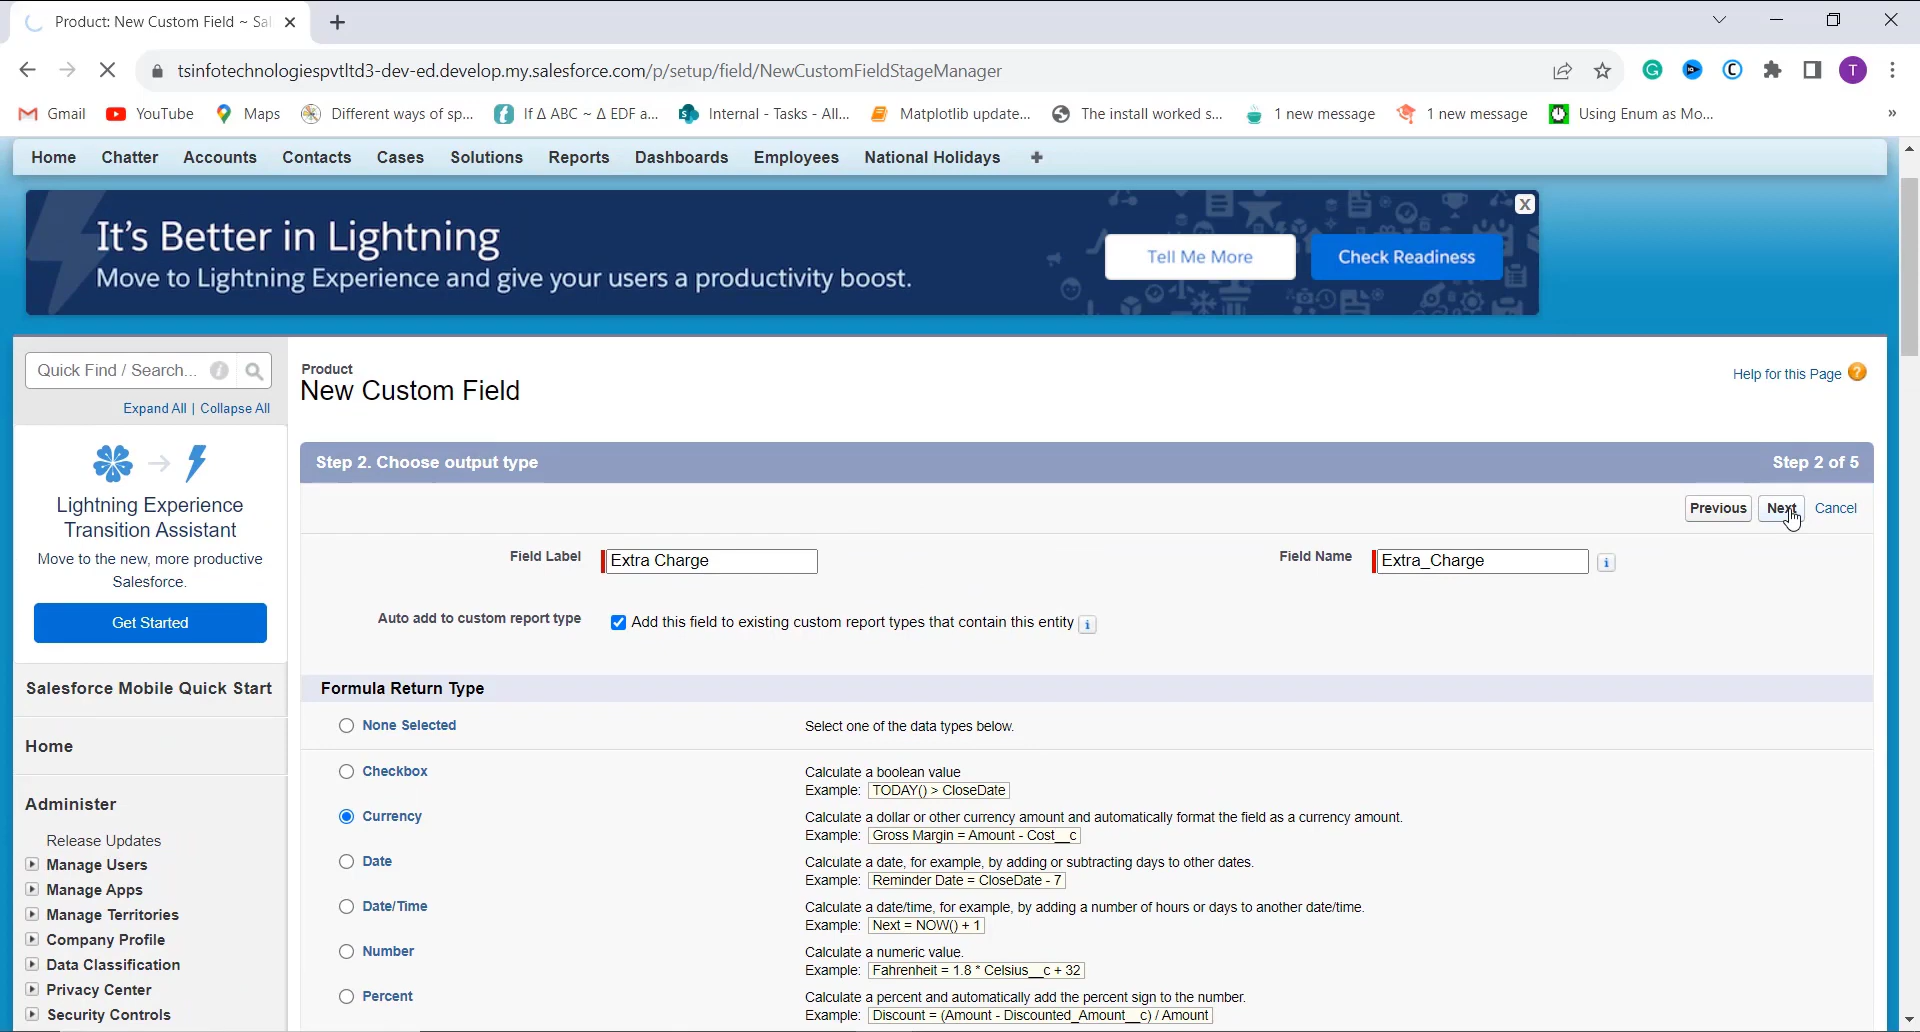 Product: New Custom Field ~ Sal
tsinfotechnologiespvtltd3-dev-ed.develop.my.salesforce.com/p/setup/field/NewCustomFieldStageManager
T
Gmail YouTube Maps Different ways of sp... If Δ ABC ~ Δ EDF a... Internal - Tasks - All... Matplotlib update... The install worked s... 1 new message 1 new message Using Enum as Mo... »
Home Chatter Accounts Contacts Cases Solutions Reports Dashboards Employees National Holidays +
It's Better in Lightning
Move to Lightning Experience and give your users a productivity boost.
Tell Me More
Check Readiness
X
Quick Find / Search...
Expand All | Collapse All
Lightning Experience
Transition Assistant
Move to the new, more productive
Salesforce.
Get Started
Salesforce Mobile Quick Start
Home
Administer
Release Updates
Manage Users
Manage Apps
Manage Territories
Company Profile
Data Classification
Privacy Center
Security Controls
Product
New Custom Field
Help for this Page ?
Step 2. Choose output type
Step 2 of 5
Previous Next Cancel
Field Label Extra Charge
Field Name Extra_Charge
Auto add to custom report type Add this field to existing custom report types that contain this entity
Formula Return Type
None Selected Select one of the data types below.
Checkbox Calculate a boolean value
Example: TODAY() > CloseDate
Currency Calculate a dollar or other currency amount and automatically format the field as a currency amount.
Example: Gross Margin = Amount - Cost__c
Date Calculate a date, for example, by adding or subtracting days to other dates.
Example: Reminder Date = CloseDate - 7
Date/Time Calculate a date/time, for example, by adding a number of hours or days to another date/time.
Example: Next = NOW() + 1
Number Calculate a numeric value.
Example: Fahrenheit = 1.8 * Celsius__c + 32
Percent Calculate a percent and automatically add the percent sign to the number.
Example: Discount = (Amount - Discounted_Amount__c) / Amount